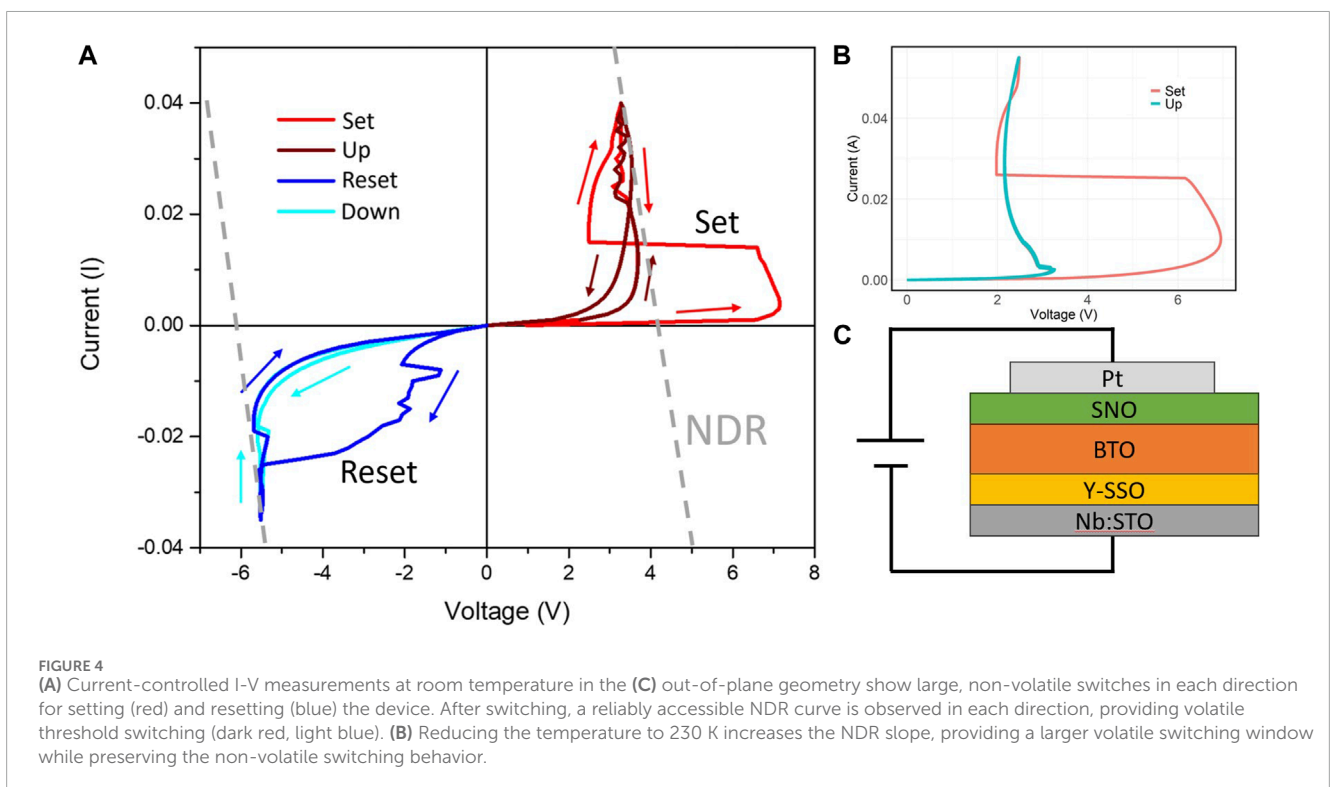 A
0.04
0.02
0.00
-0.02
-0.04
Current (I)
Set
Up
Reset
Down
Set
Reset
NDR
-6
-4
-2
0
2
4
6
8
Voltage (V)
B
Set
Up
0.04
0.02
0.00
Current (A)
0
2
4
6
Voltage (V)
C
Pt
SNO
BTO
Y-SSO
Nb:STO
FIGURE 4
(A) Current-controlled I-V measurements at room temperature in the (C) out-of-plane geometry show large, non-volatile switches in each direction
for setting (red) and resetting (blue) the device. After switching, a reliably accessible NDR curve is observed in each direction, providing volatile
threshold switching (dark red, light blue). (B) Reducing the temperature to 230 K increases the NDR slope, providing a larger volatile switching window
while preserving the non-volatile switching behavior.